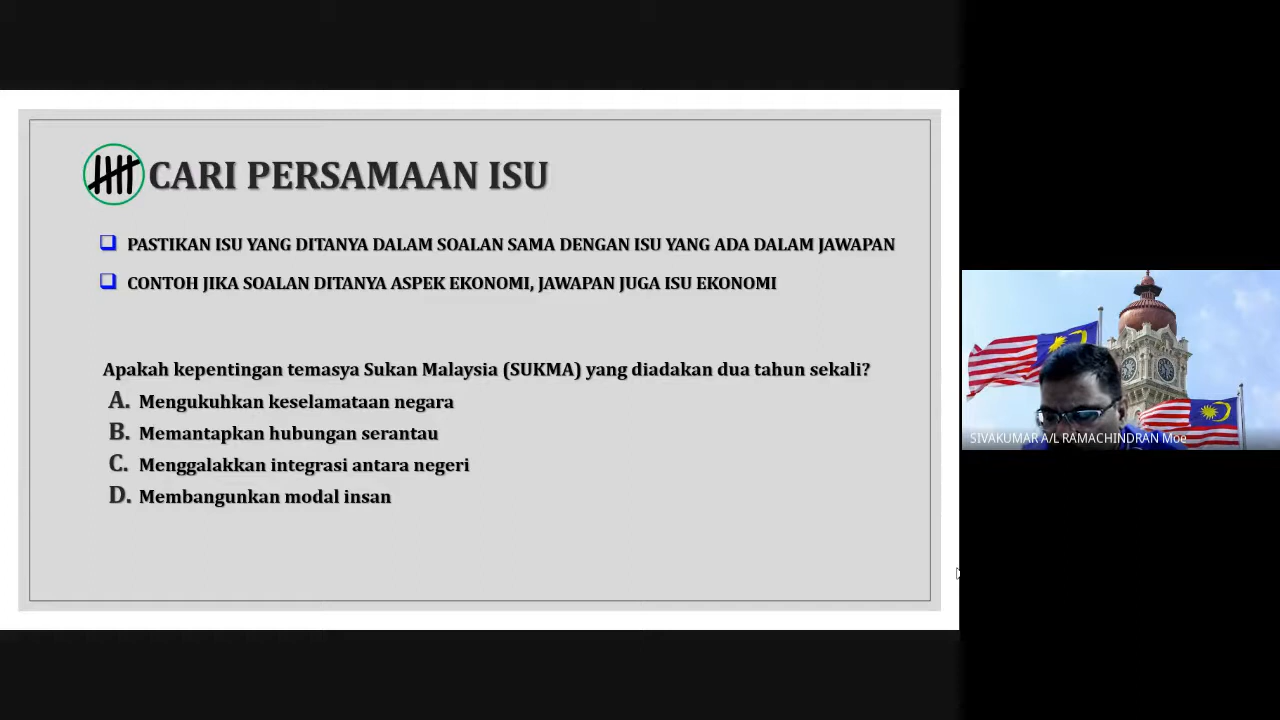 CARI PERSAMAAN ISU
PASTIKAN ISU YANG DITANYA DALAM SOALAN SAMA DENGAN ISU YANG ADA DALAM JAWAPAN
CONTOH JIKA SOALAN DITANYA ASPEK EKONOMI, JAWAPAN JUGA ISU EKONOMI
Apakah kepentingan temasya Sukan Malaysia (SUKMA) yang diadakan dua tahun sekali?
A. Mengukuhkan keselamataan negara
B. Memantapkan hubungan serantau
C. Menggalakkan integrasi antara negeri
D. Membangunkan modal insan
SIVAKUMAR A/L RAMACHINDRAN Moe